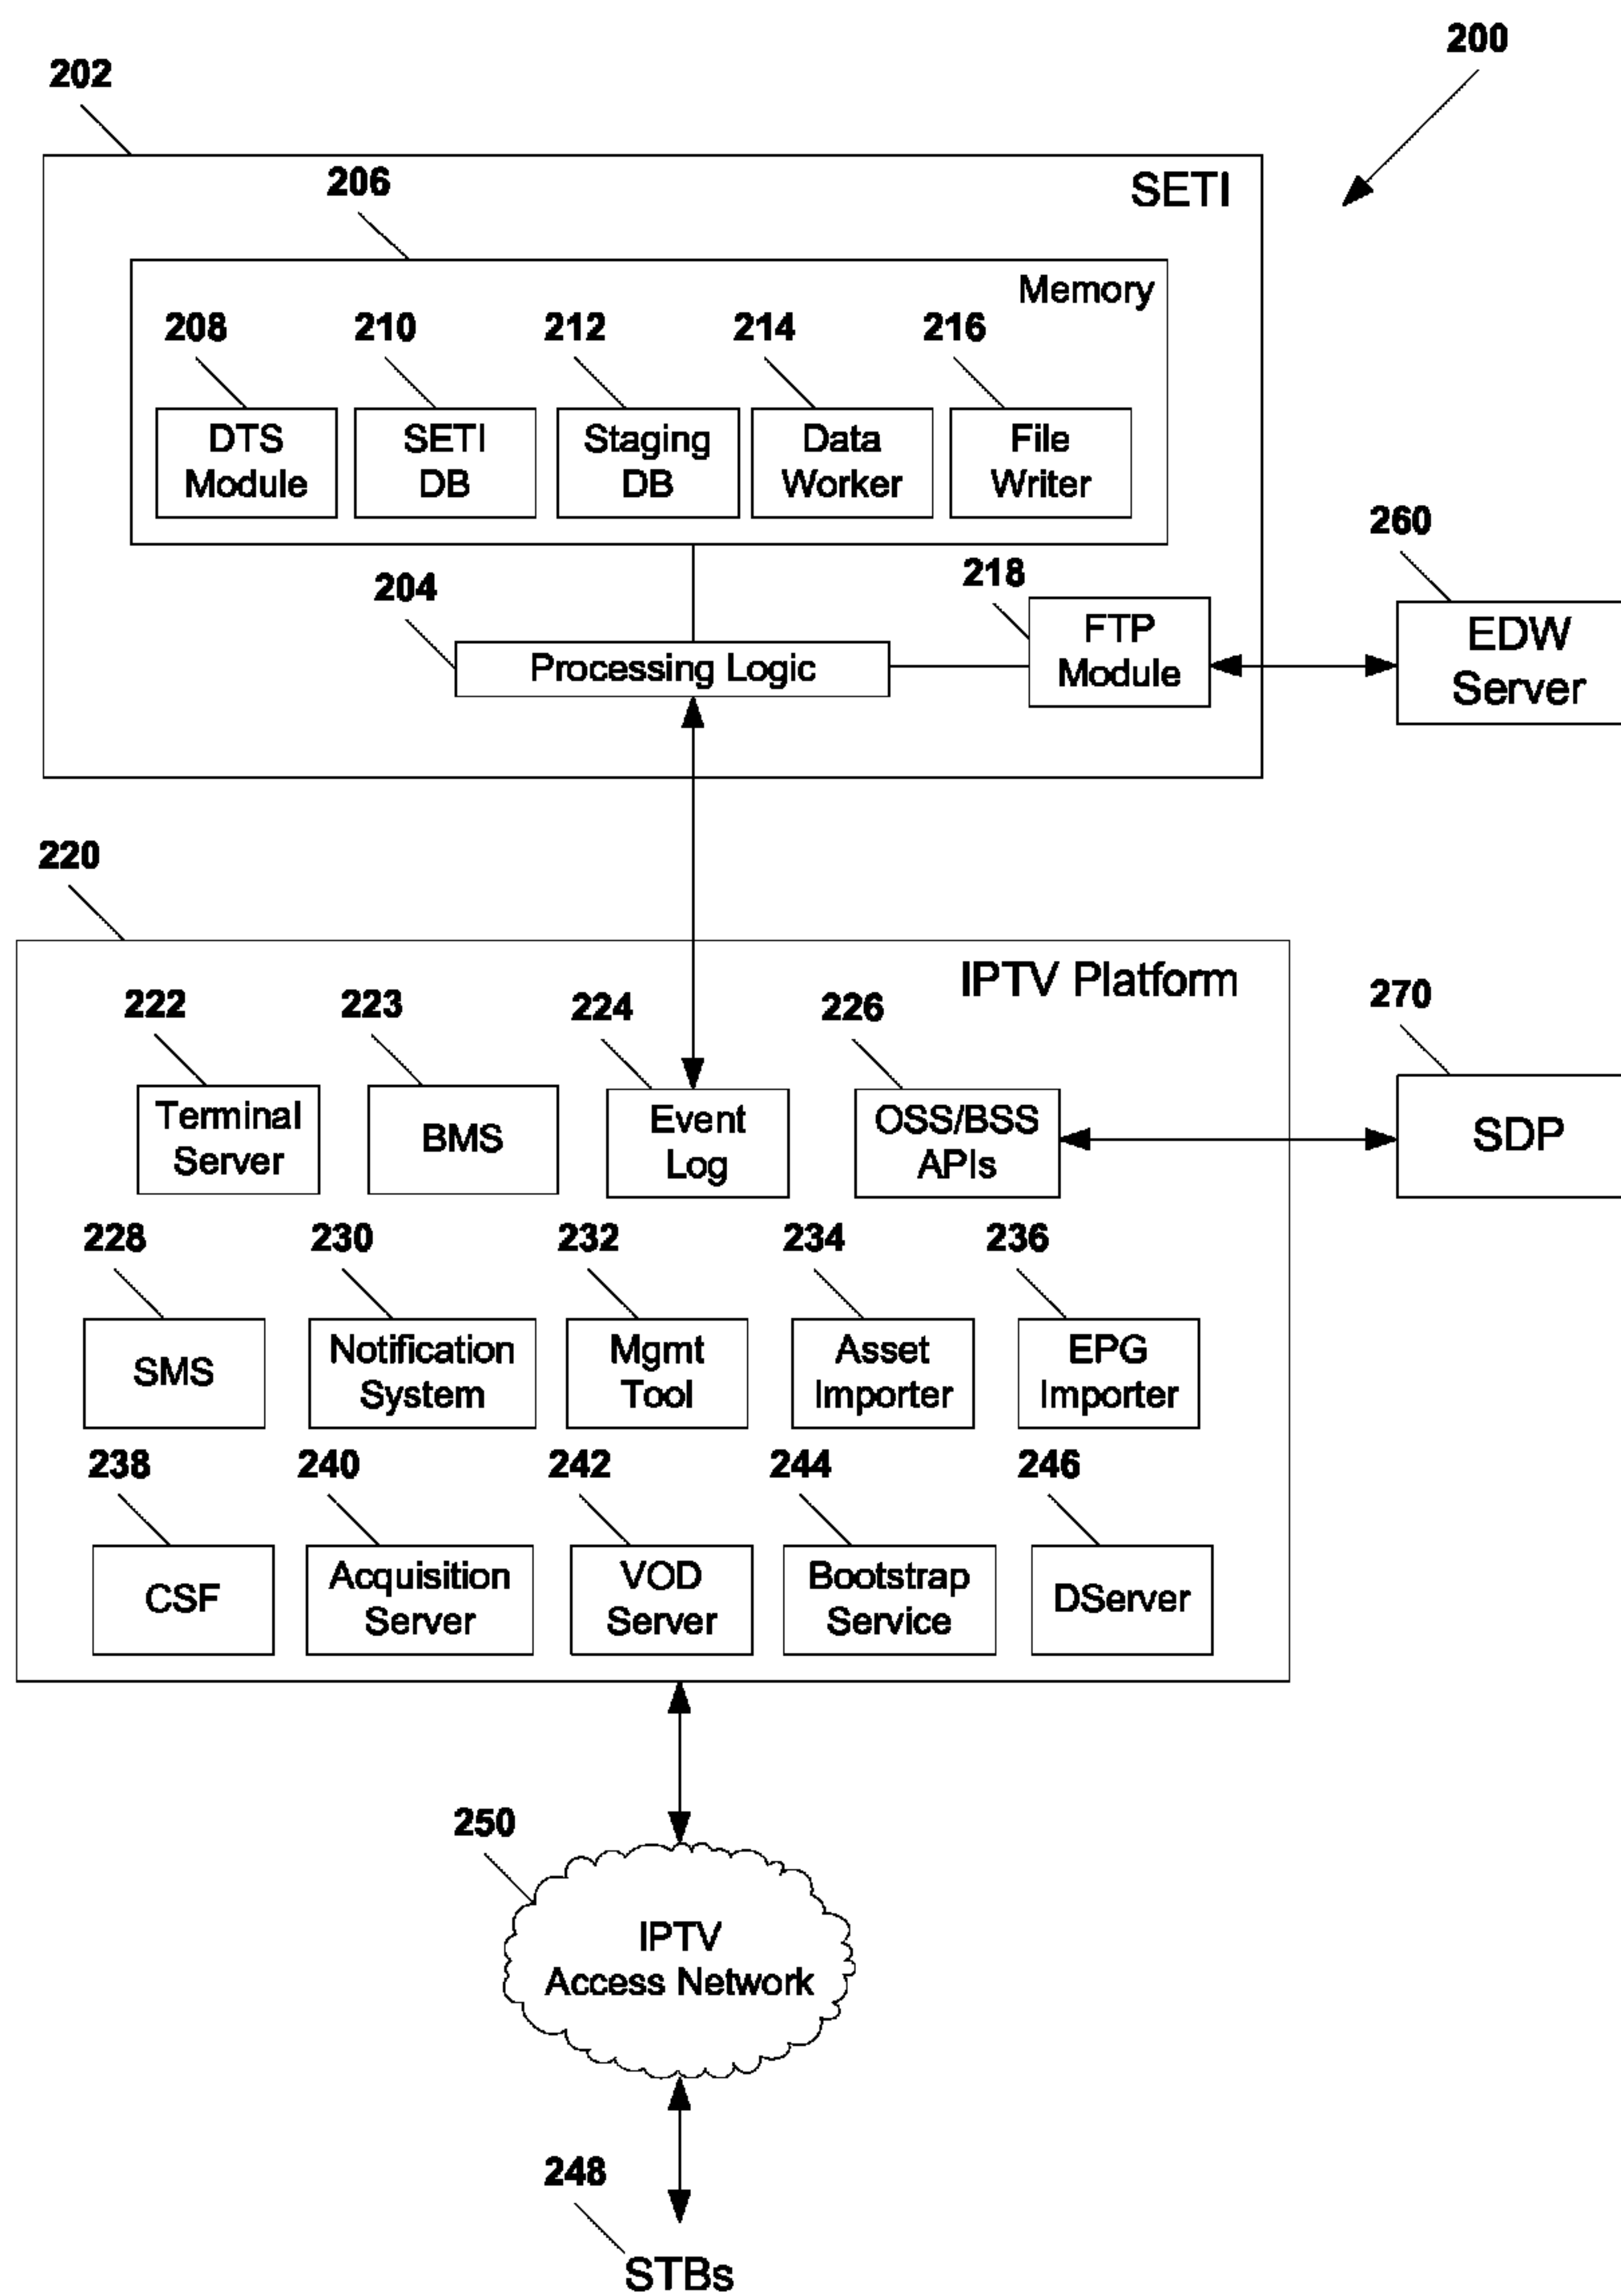 200
202
SETI
206
Memory
208 210 212 214 216
DTS
Module
SETI
DB
Staging
DB
Data
Worker
File
Writer
204
Processing Logic
218
FTP
Module
260
EDW
Server
220
IPTV Platform
222 223 224 226
Terminal
Server
BMS
Event
Log
OSS/BSS
APIs
270
SDP
228 230 232 234 236
SMS
Notification
System
Mgmt
Tool
Asset
Importer
EPG
Importer
238 240 242 244 246
CSF
Acquisition
Server
VOD
Server
Bootstrap
Service
DServer
250
IPTV
Access Network
248
STBs